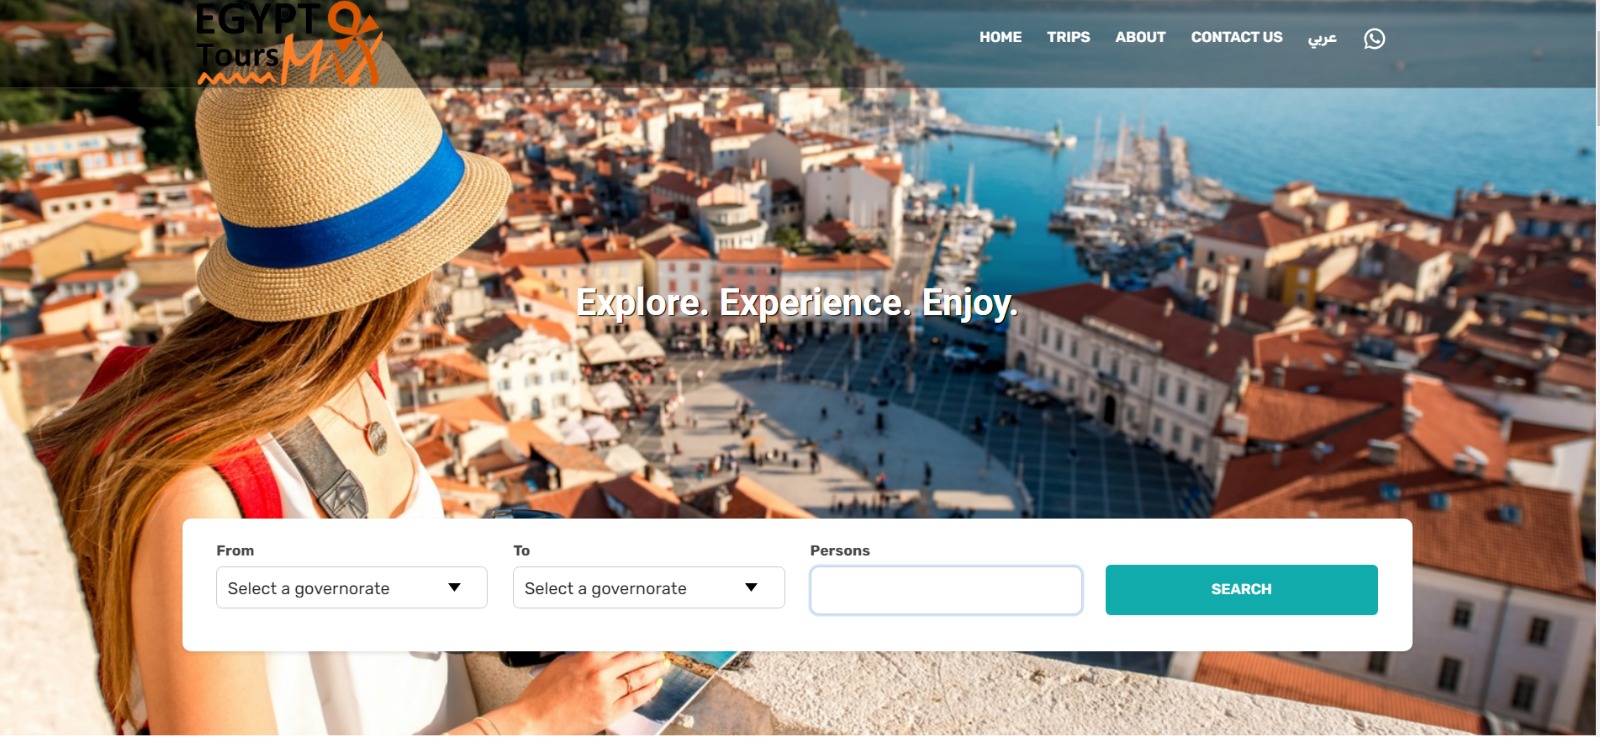 EGYPT
Tours MAX
HOME TRIPS ABOUT CONTACT US عربي
Explore. Experience. Enjoy.
From To Persons
Select a governorate Select a governorate SEARCH